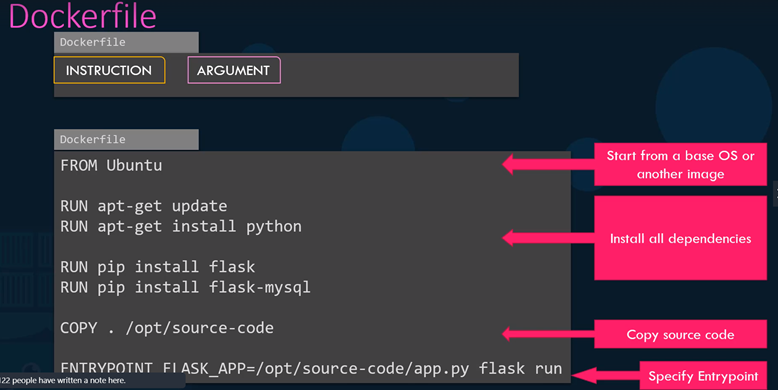 Dockerfile
Dockerfile
INSTRUCTION ARGUMENT
Dockerfile
FROM Ubuntu
Start from a base OS or
another image
RUN apt-get update
RUN apt-get install python
Install all dependencies
RUN pip install flask
RUN pip install flask-mysql
COPY . /opt/source-code
Copy source code
ENTRYPOINT FLASK_APP=/opt/source-code/app.py flask run
Specify Entrypoint
122 people have written a note here.